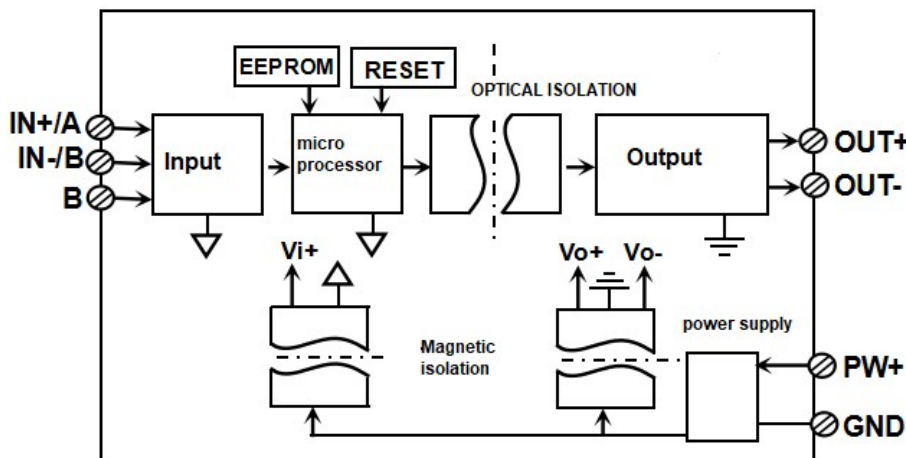 EEPROM
RESET
OPTICAL ISOLATION
IN+/A
IN-/B
B
Input
micro
processor
Output
OUT+
OUT-
Vi+
Vo+
Vo-
Magnetic
isolation
power supply
PW+
GND